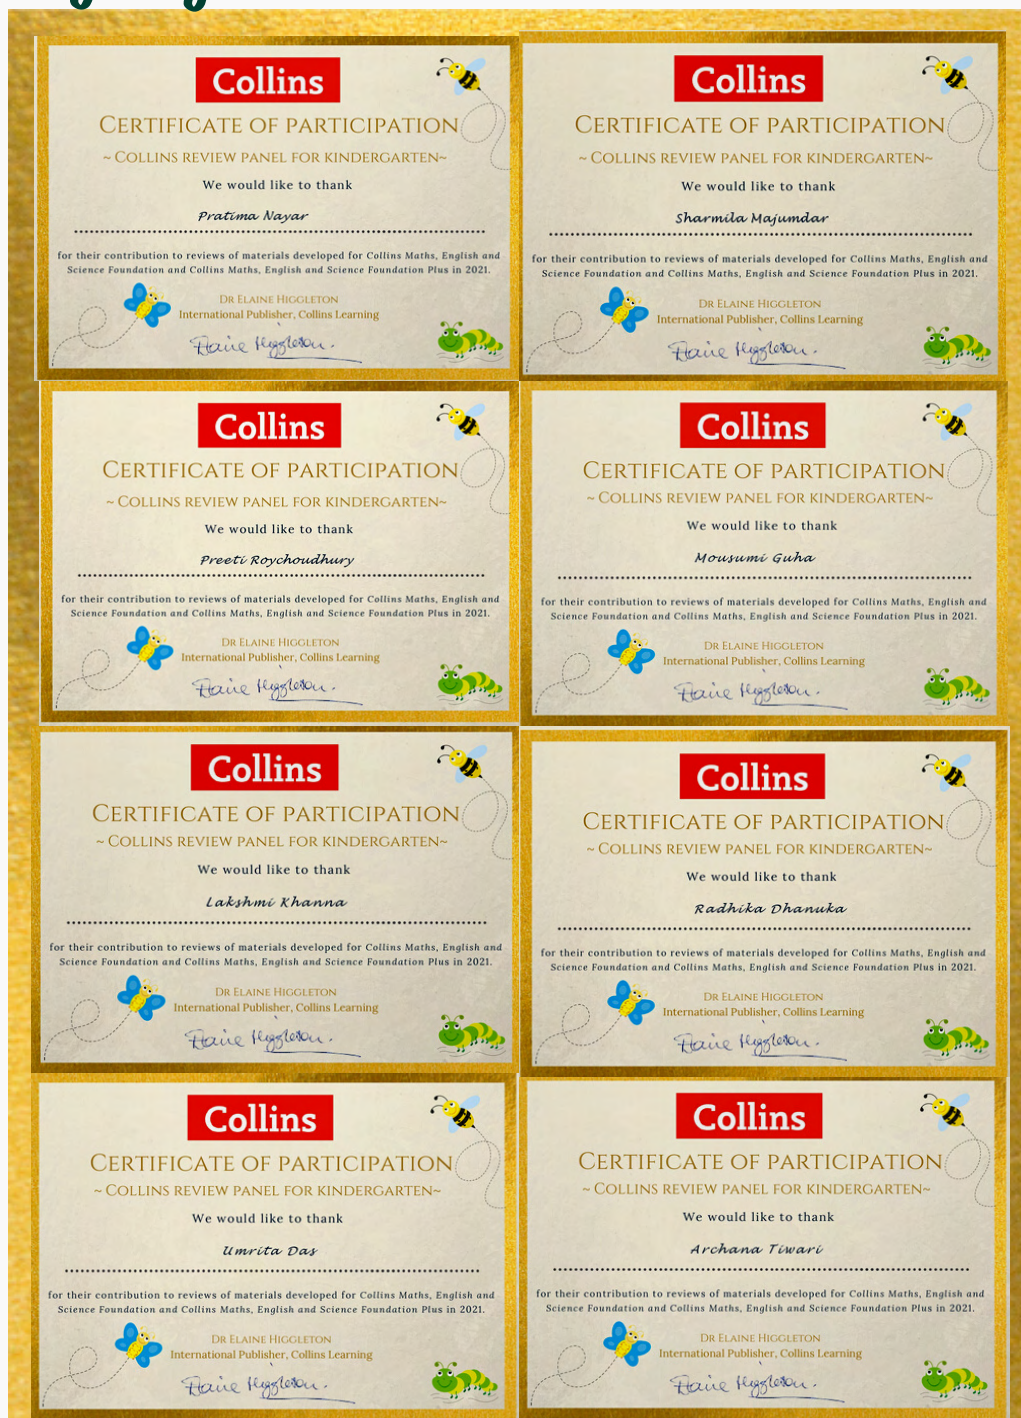 Collins
CERTIFICATE OF PARTICIPATION
~ COLLINS REVIEW PANEL FOR KINDERGARTEN~
We would like to thank
Pratima Nayar
for their contribution to reviews of materials developed for Collins Maths, English and
Science Foundation and Collins Maths, English and Science Foundation Plus in 2021.
DR ELAINE HIGGLETON
International Publisher, Collins Learning
Elaine Higgleton.
Collins
CERTIFICATE OF PARTICIPATION
~ COLLINS REVIEW PANEL FOR KINDERGARTEN~
We would like to thank
Sharmila Majumdar
for their contribution to reviews of materials developed for Collins Maths, English and
Science Foundation and Collins Maths, English and Science Foundation Plus in 2021.
DR ELAINE HIGGLETON
International Publisher, Collins Learning
Elaine Higgleton.
Collins
CERTIFICATE OF PARTICIPATION
~ COLLINS REVIEW PANEL FOR KINDERGARTEN~
We would like to thank
Preeti Roychoudhury
for their contribution to reviews of materials developed for Collins Maths, English and
Science Foundation and Collins Maths, English and Science Foundation Plus in 2021.
DR ELAINE HIGGLETON
International Publisher, Collins Learning
Elaine Higgleton.
Collins
CERTIFICATE OF PARTICIPATION
~ COLLINS REVIEW PANEL FOR KINDERGARTEN~
We would like to thank
Mousumi Guha
for their contribution to reviews of materials developed for Collins Maths, English and
Science Foundation and Collins Maths, English and Science Foundation Plus in 2021.
DR ELAINE HIGGLETON
International Publisher, Collins Learning
Elaine Higgleton.
Collins
CERTIFICATE OF PARTICIPATION
~ COLLINS REVIEW PANEL FOR KINDERGARTEN~
We would like to thank
Lakshmi Khanna
for their contribution to reviews of materials developed for Collins Maths, English and
Science Foundation and Collins Maths, English and Science Foundation Plus in 2021.
DR ELAINE HIGGLETON
International Publisher, Collins Learning
Elaine Higgleton.
Collins
CERTIFICATE OF PARTICIPATION
~ COLLINS REVIEW PANEL FOR KINDERGARTEN~
We would like to thank
Radhika Dhanuka
for their contribution to reviews of materials developed for Collins Maths, English and
Science Foundation and Collins Maths, English and Science Foundation Plus in 2021.
DR ELAINE HIGGLETON
International Publisher, Collins Learning
Elaine Higgleton.
Collins
CERTIFICATE OF PARTICIPATION
~ COLLINS REVIEW PANEL FOR KINDERGARTEN~
We would like to thank
Umrita Das
for their contribution to reviews of materials developed for Collins Maths, English and
Science Foundation and Collins Maths, English and Science Foundation Plus in 2021.
DR ELAINE HIGGLETON
International Publisher, Collins Learning
Elaine Higgleton.
Collins
CERTIFICATE OF PARTICIPATION
~ COLLINS REVIEW PANEL FOR KINDERGARTEN~
We would like to thank
Archana Tiwari
for their contribution to reviews of materials developed for Collins Maths, English and
Science Foundation and Collins Maths, English and Science Foundation Plus in 2021.
DR ELAINE HIGGLETON
International Publisher, Collins Learning
Elaine Higgleton.